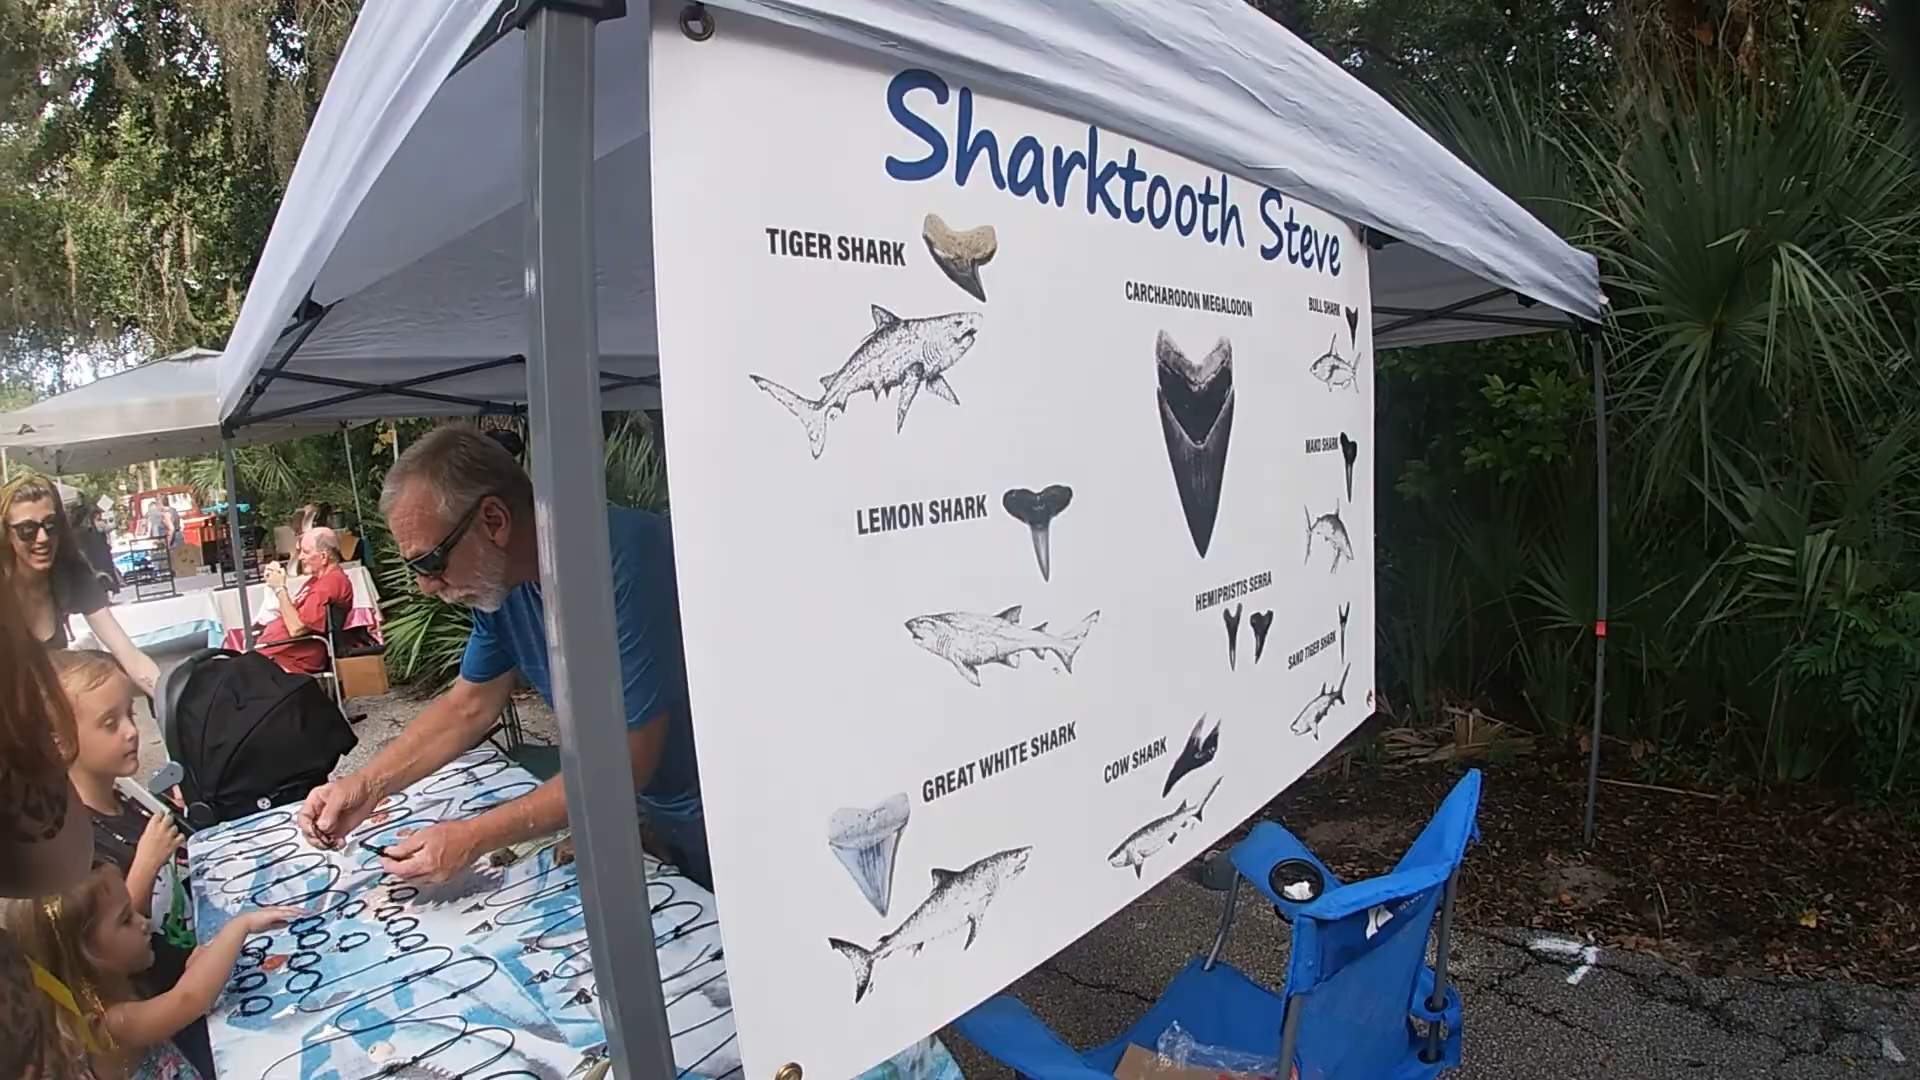 Sharktooth Steve
TIGER SHARK
CARCHARODON MEGALODON
BULL SHARK
MAKO SHARK
LEMON SHARK
HEMIPRISTIS SERRA
SAND TIGER SHARK
GREAT WHITE SHARK
COW SHARK